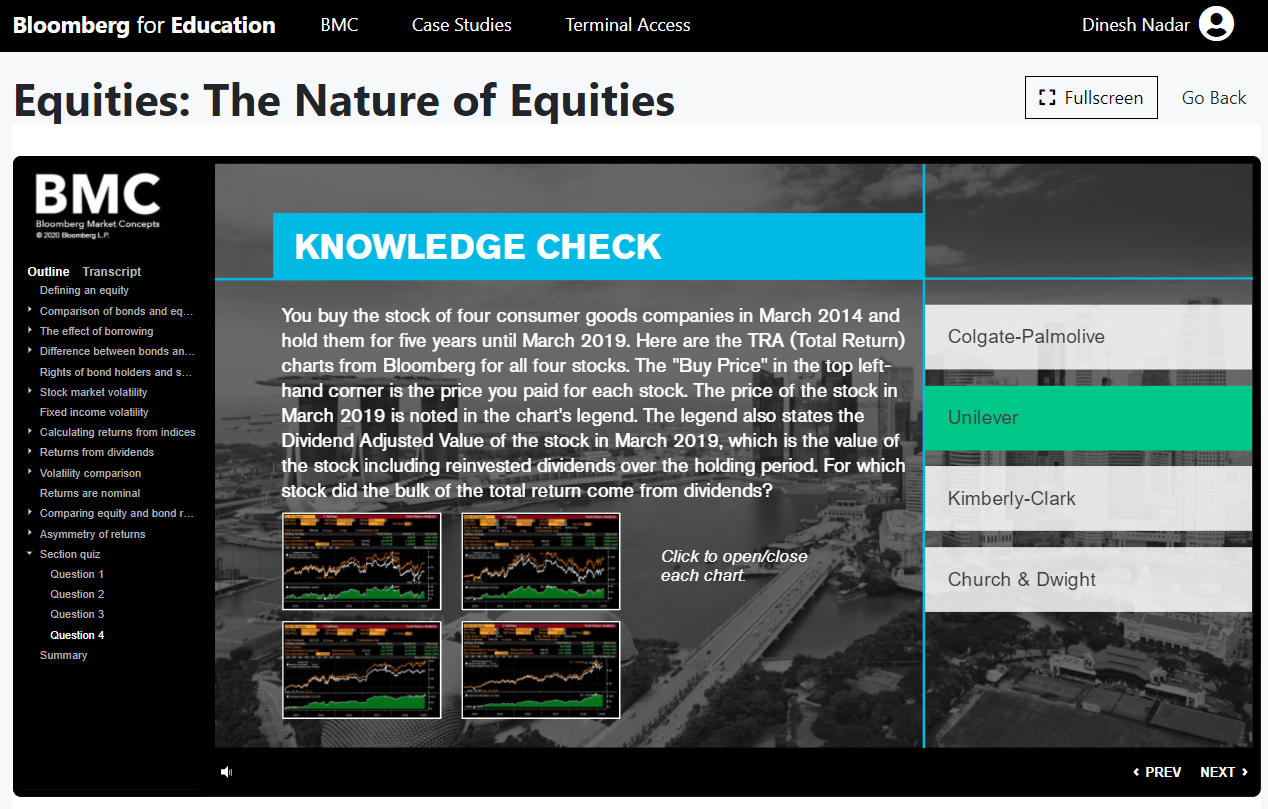 Bloomberg for Education
BMC
Case Studies
Terminal Access
Dinesh Nadar
Equities: The Nature of Equities
Fullscreen
Go Back
BMC
Bloomberg Market Concepts
© 2020 Bloomberg L.P.
Outline Transcript
Defining an equity
Comparison of bonds and eq...
The effect of borrowing
Difference between bonds an...
Rights of bond holders and s...
Stock market volatility
Fixed income volatility
Calculating returns from indices
Returns from dividends
Volatility comparison
Returns are nominal
Comparing equity and bond r...
Asymmetry of returns
Section quiz
Question 1
Question 2
Question 3
Question 4
Summary
KNOWLEDGE CHECK
You buy the stock of four consumer goods companies in March 2014 and
hold them for five years until March 2019. Here are the TRA (Total Return)
charts from Bloomberg for all four stocks. The "Buy Price" in the top left-
hand corner is the price you paid for each stock. The price of the stock in
March 2019 is noted in the chart's legend. The legend also states the
Dividend Adjusted Value of the stock in March 2019, which is the value of
the stock including reinvested dividends over the holding period. For which
stock did the bulk of the total return come from dividends?
Click to open/close
each chart.
Colgate-Palmolive
Unilever
Kimberly-Clark
Church & Dwight
PREV
NEXT